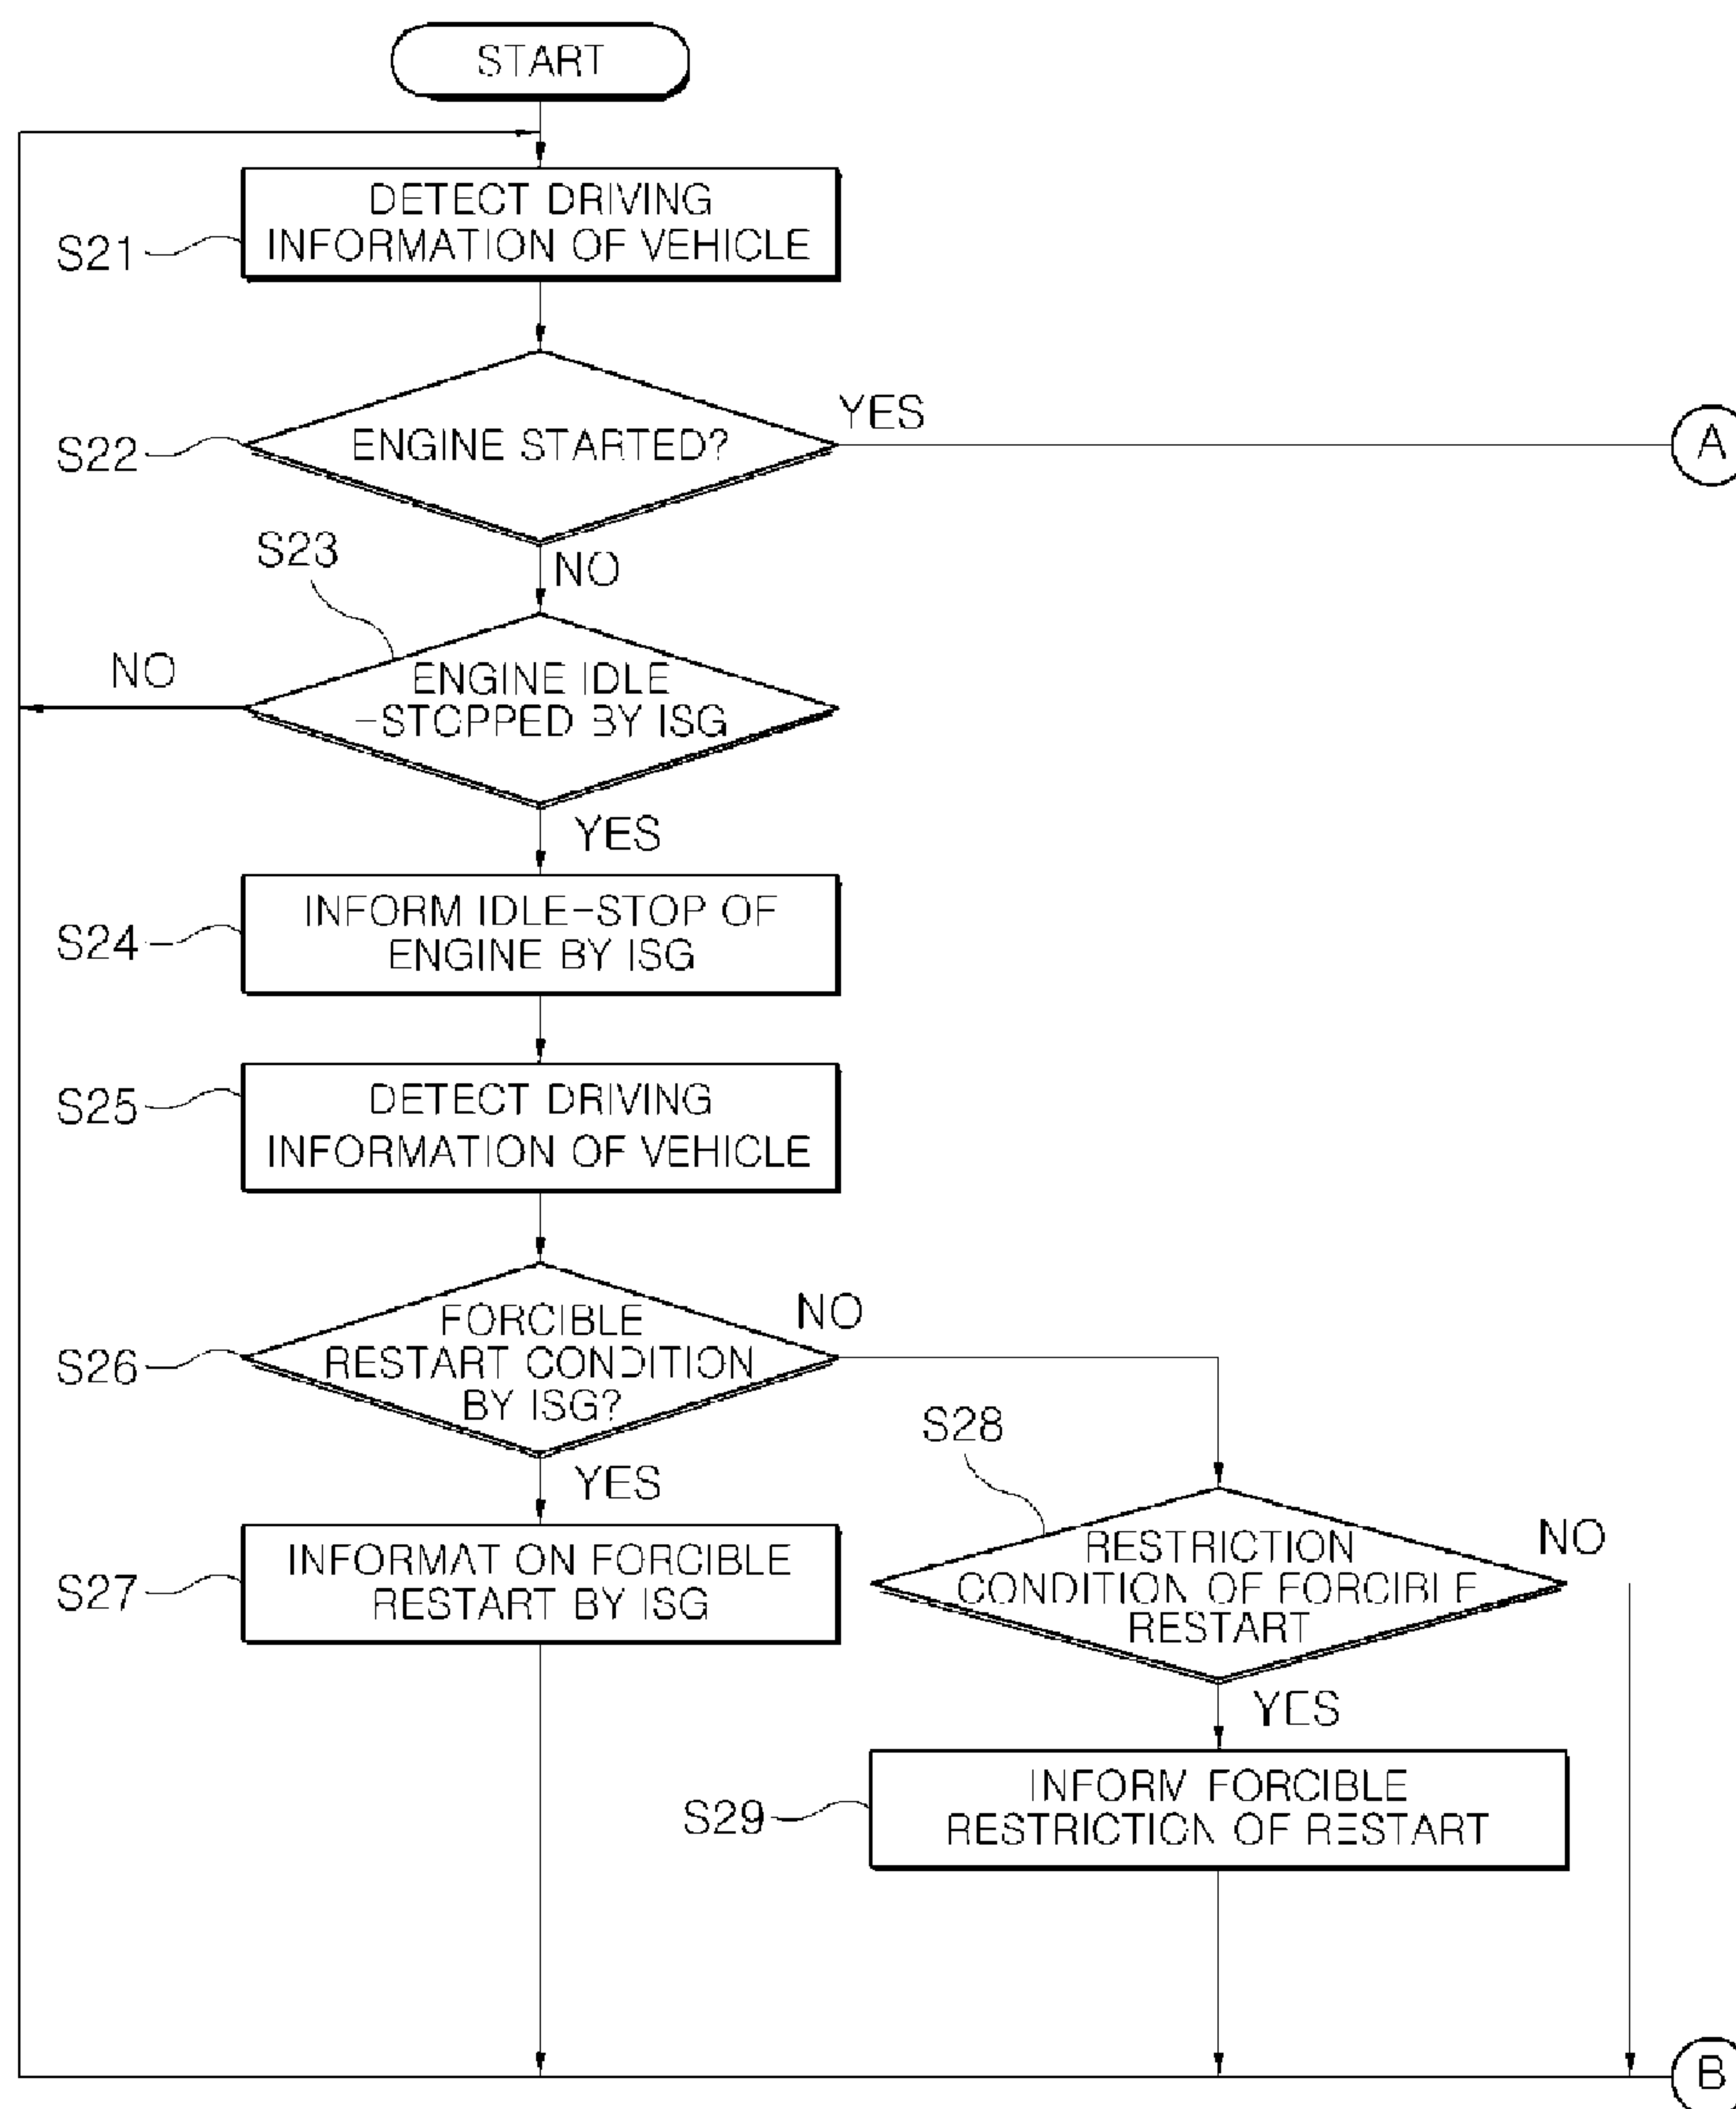 START
DETECT DRIVING
INFORMATION OF VEHICLE
S21
YES
ENGINE STARTED?
A
S22
S23
NO
NO
ENGINE IDLE
-STOPPED BY ISG
YES
INFORM IDLE-STOP OF
ENGINE BY ISG
S24
DETECT DRIVING
INFORMATION OF VEHICLE
S25
NO
FORCIBLE
RESTART CONDITION
BY ISG?
S26
S28
YES
NO
INFORMAT ON FORCIBLE
RESTART BY ISG
S27
RESTRICTION
CONDITION OF FORCIBLE
RESTART
YES
INFORM FORCIBLE
RESTRICTION OF RESTART
S29
B